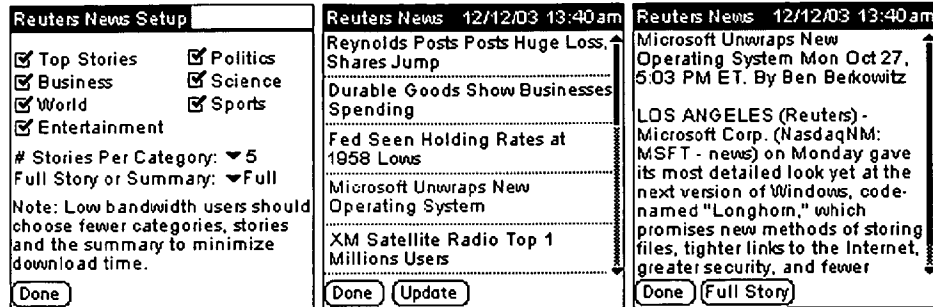 Reuters News Setup
Top Stories
Politics
Business
Science
World
Sports
Entertainment
# Stories Per Category: 5
Full Story or Summary: Full
Note: Low bandwidth users should
choose fewer categories, stories
and the summary to minimize
download time.
Done
Reuters News 12/12/03 13:40am
Reynolds Posts Posts Huge Loss,
Shares Jump
Durable Goods Show Businesses
Spending
Fed Seen Holding Rates at
1958 Lows
Microsoft Unwraps New
Operating System
XM Satellite Radio Top 1
Millions Users
Done Update
Reuters News 12/12/03 13:40am
Microsoft Unwraps New
Operating System Mon Oct 27,
5:03 PM ET. By Ben Berkowitz
LOS ANGELES (Reuters) -
Microsoft Corp. (NasdaqNM:
MSFT - news) on Monday gave
its most detailed look yet at the
next version of Windows, code-
named "Longhorn," which
promises new methods of storing
files, tighter links to the Internet,
greater security, and fewer
Done Full Story